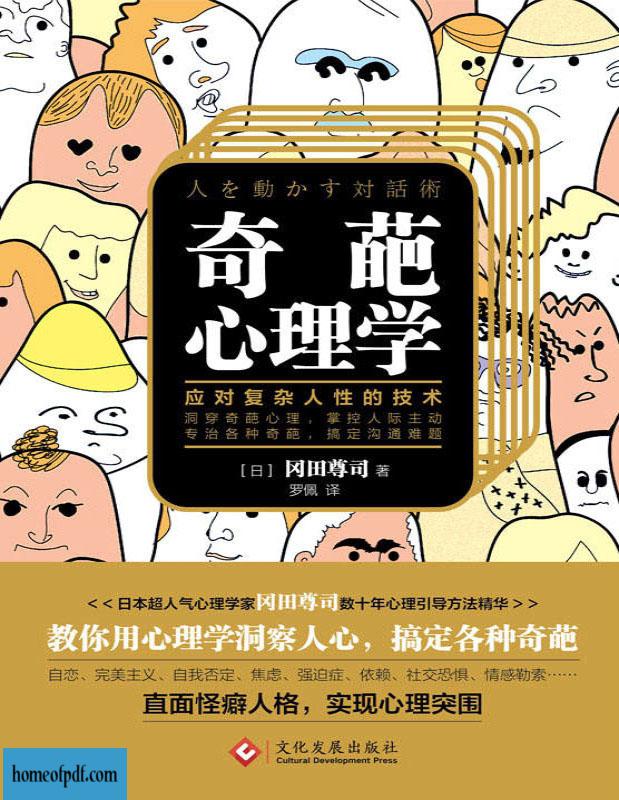 人を動かす対話術
奇葩
心理学
应对复杂人性的技术
洞穿奇葩心理，掌控人际主动
专治各种奇葩，搞定沟通难题
［日］冈田尊司 著
罗佩 译
<<日本超人气心理学家冈田尊司数十年心理引导方法精华>>
教你用心理学洞察人心，搞定各种奇葩
自恋、完美主义、自我否定、焦虑、强迫症、依赖、社交恐惧、情感勒索……
直面怪癖人格，实现心理突围
文化发展出版社
Cultural Development Press
homeofpdf.com